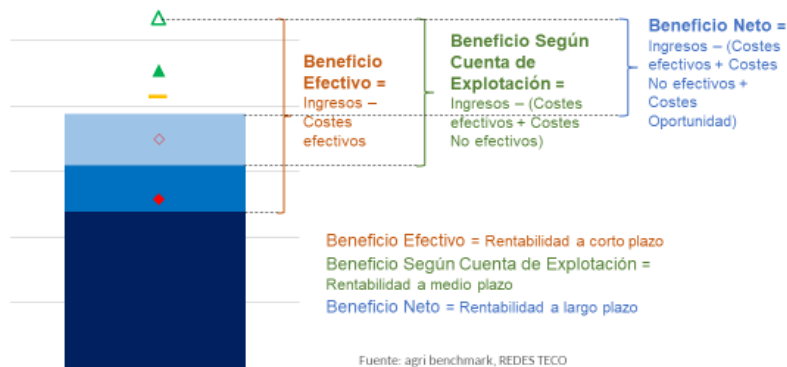 Beneficio
Efectivo =
Ingresos –
Costes
efectivos
Beneficio Según
Cuenta de
Explotación =
Ingresos – (Costes
efectivos + Costes
No efectivos)
Beneficio Neto =
Ingresos – (Costes
efectivos + Costes
No efectivos +
Costes
Oportunidad)
Beneficio Efectivo = Rentabilidad a corto plazo
Beneficio Según Cuenta de Explotación =
Rentabilidad a medio plazo
Beneficio Neto = Rentabilidad a largo plazo
Fuente: agri benchmark, REDES TECO